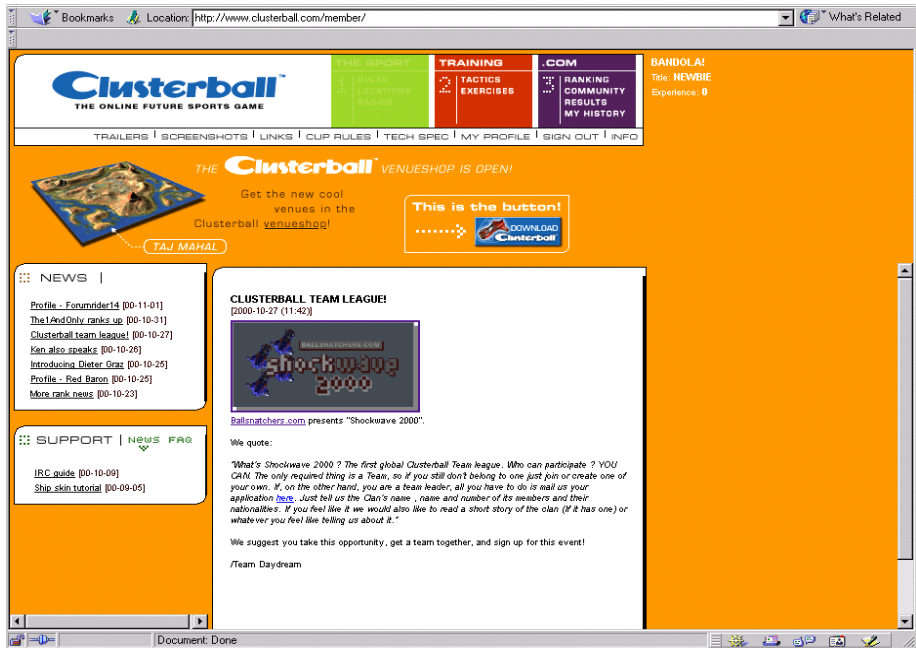 Bookmarks Location: http://www.clusterball.com/member/ What's Related
Clusterball™
THE ONLINE FUTURE SPORTS GAME
THE SPORT
1 RULES
LOCATIONS
BASICS
TRAINING
2 TACTICS
EXERCISES
.COM
3 RANKING
COMMUNITY
RESULTS
MY HISTORY
BANDOLA!
Title: NEWBIE
Experience: 0
TRAILERS | SCREENSHOTS | LINKS | CUP RULES | TECH SPEC | MY PROFILE | SIGN OUT | INFO
THE Clusterball™ VENUESHOP IS OPEN!
Get the new cool
venues in the
Clusterball venueshop!
TAJ MAHAL
This is the button!
DOWNLOAD
Clusterball
NEWS |
Profile - Forumrider14 [00-11-01]
The1AndOnly ranks up [00-10-31]
Clusterball team league! [00-10-27]
Ken also speaks [00-10-26]
Introducing Dieter Graz [00-10-25]
Profile - Red Baron [00-10-25]
More rank news [00-10-23]
SUPPORT | NEWS FAQ
IRC guide [00-10-09]
Ship skin tutorial [00-09-05]
CLUSTERBALL TEAM LEAGUE!
[2000-10-27 (11:42)]
BALLSNATCHERS.COM
shockwave
2000
Ballsnatchers.com presents "Shockwave 2000".
We quote:
"What's Shockwave 2000 ? The first global Clusterball Team league. Who can participate ? YOU
CAN. The only required thing is a Team, so if you still don't belong to one just join or create one of
your own. If, on the other hand, you are a team leader, all you have to do is mail us your
application here. Just tell us the Clan's name , name and number of its members and their
nationalities. If you feel like it we would also like to read a short story of the clan (If it has one) or
whatever you feel like telling us about it."
We suggest you take this opportunity, get a team together, and sign up for this event!
/Team Daydream
Document: Done